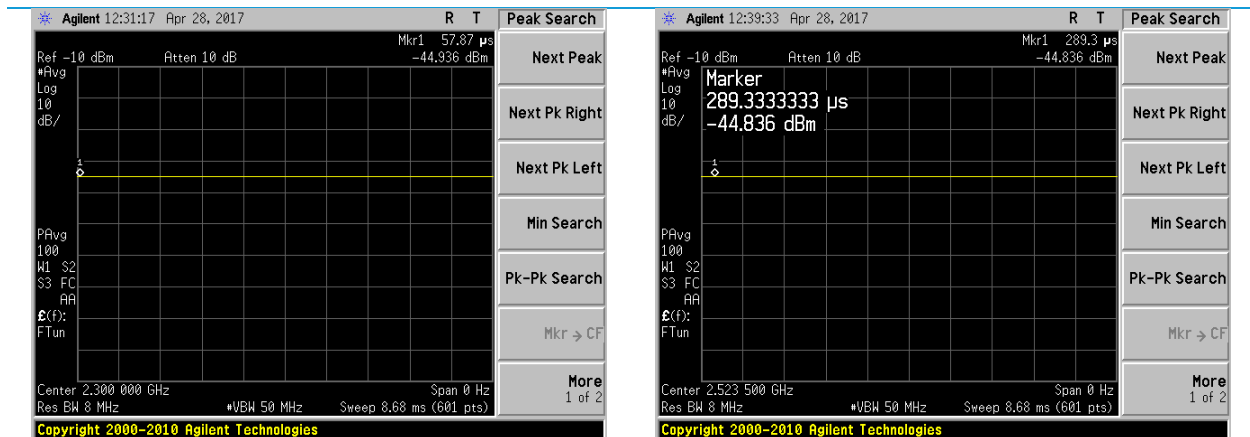 Agilent 12:31:17 Apr 28, 2017 R T Peak Search
Mkr1 57.87 µs
Ref -10 dBm Atten 10 dB -44.936 dBm
#Avg
Log
10
dB/
1
PAvg
100
W1 S2
S3 FC
AA
£(f):
FTun
Center 2.300 000 GHz Span 0 Hz
Res BW 8 MHz #VBW 50 MHz Sweep 8.68 ms (601 pts)
Copyright 2000-2010 Agilent Technologies
Next Peak
Next Pk Right
Next Pk Left
Min Search
Pk-Pk Search
Mkr → CF
More
1 of 2
Agilent 12:39:33 Apr 28, 2017 R T Peak Search
Mkr1 289.3 µs
Ref -10 dBm Atten 10 dB -44.836 dBm
#Avg
Log
10
dB/
Marker
289.3333333 µs
-44.836 dBm
1
PAvg
100
W1 S2
S3 FC
AA
£(f):
FTun
Center 2.523 500 GHz Span 0 Hz
Res BW 8 MHz #VBW 50 MHz Sweep 8.68 ms (601 pts)
Copyright 2000-2010 Agilent Technologies
Next Peak
Next Pk Right
Next Pk Left
Min Search
Pk-Pk Search
Mkr → CF
More
1 of 2